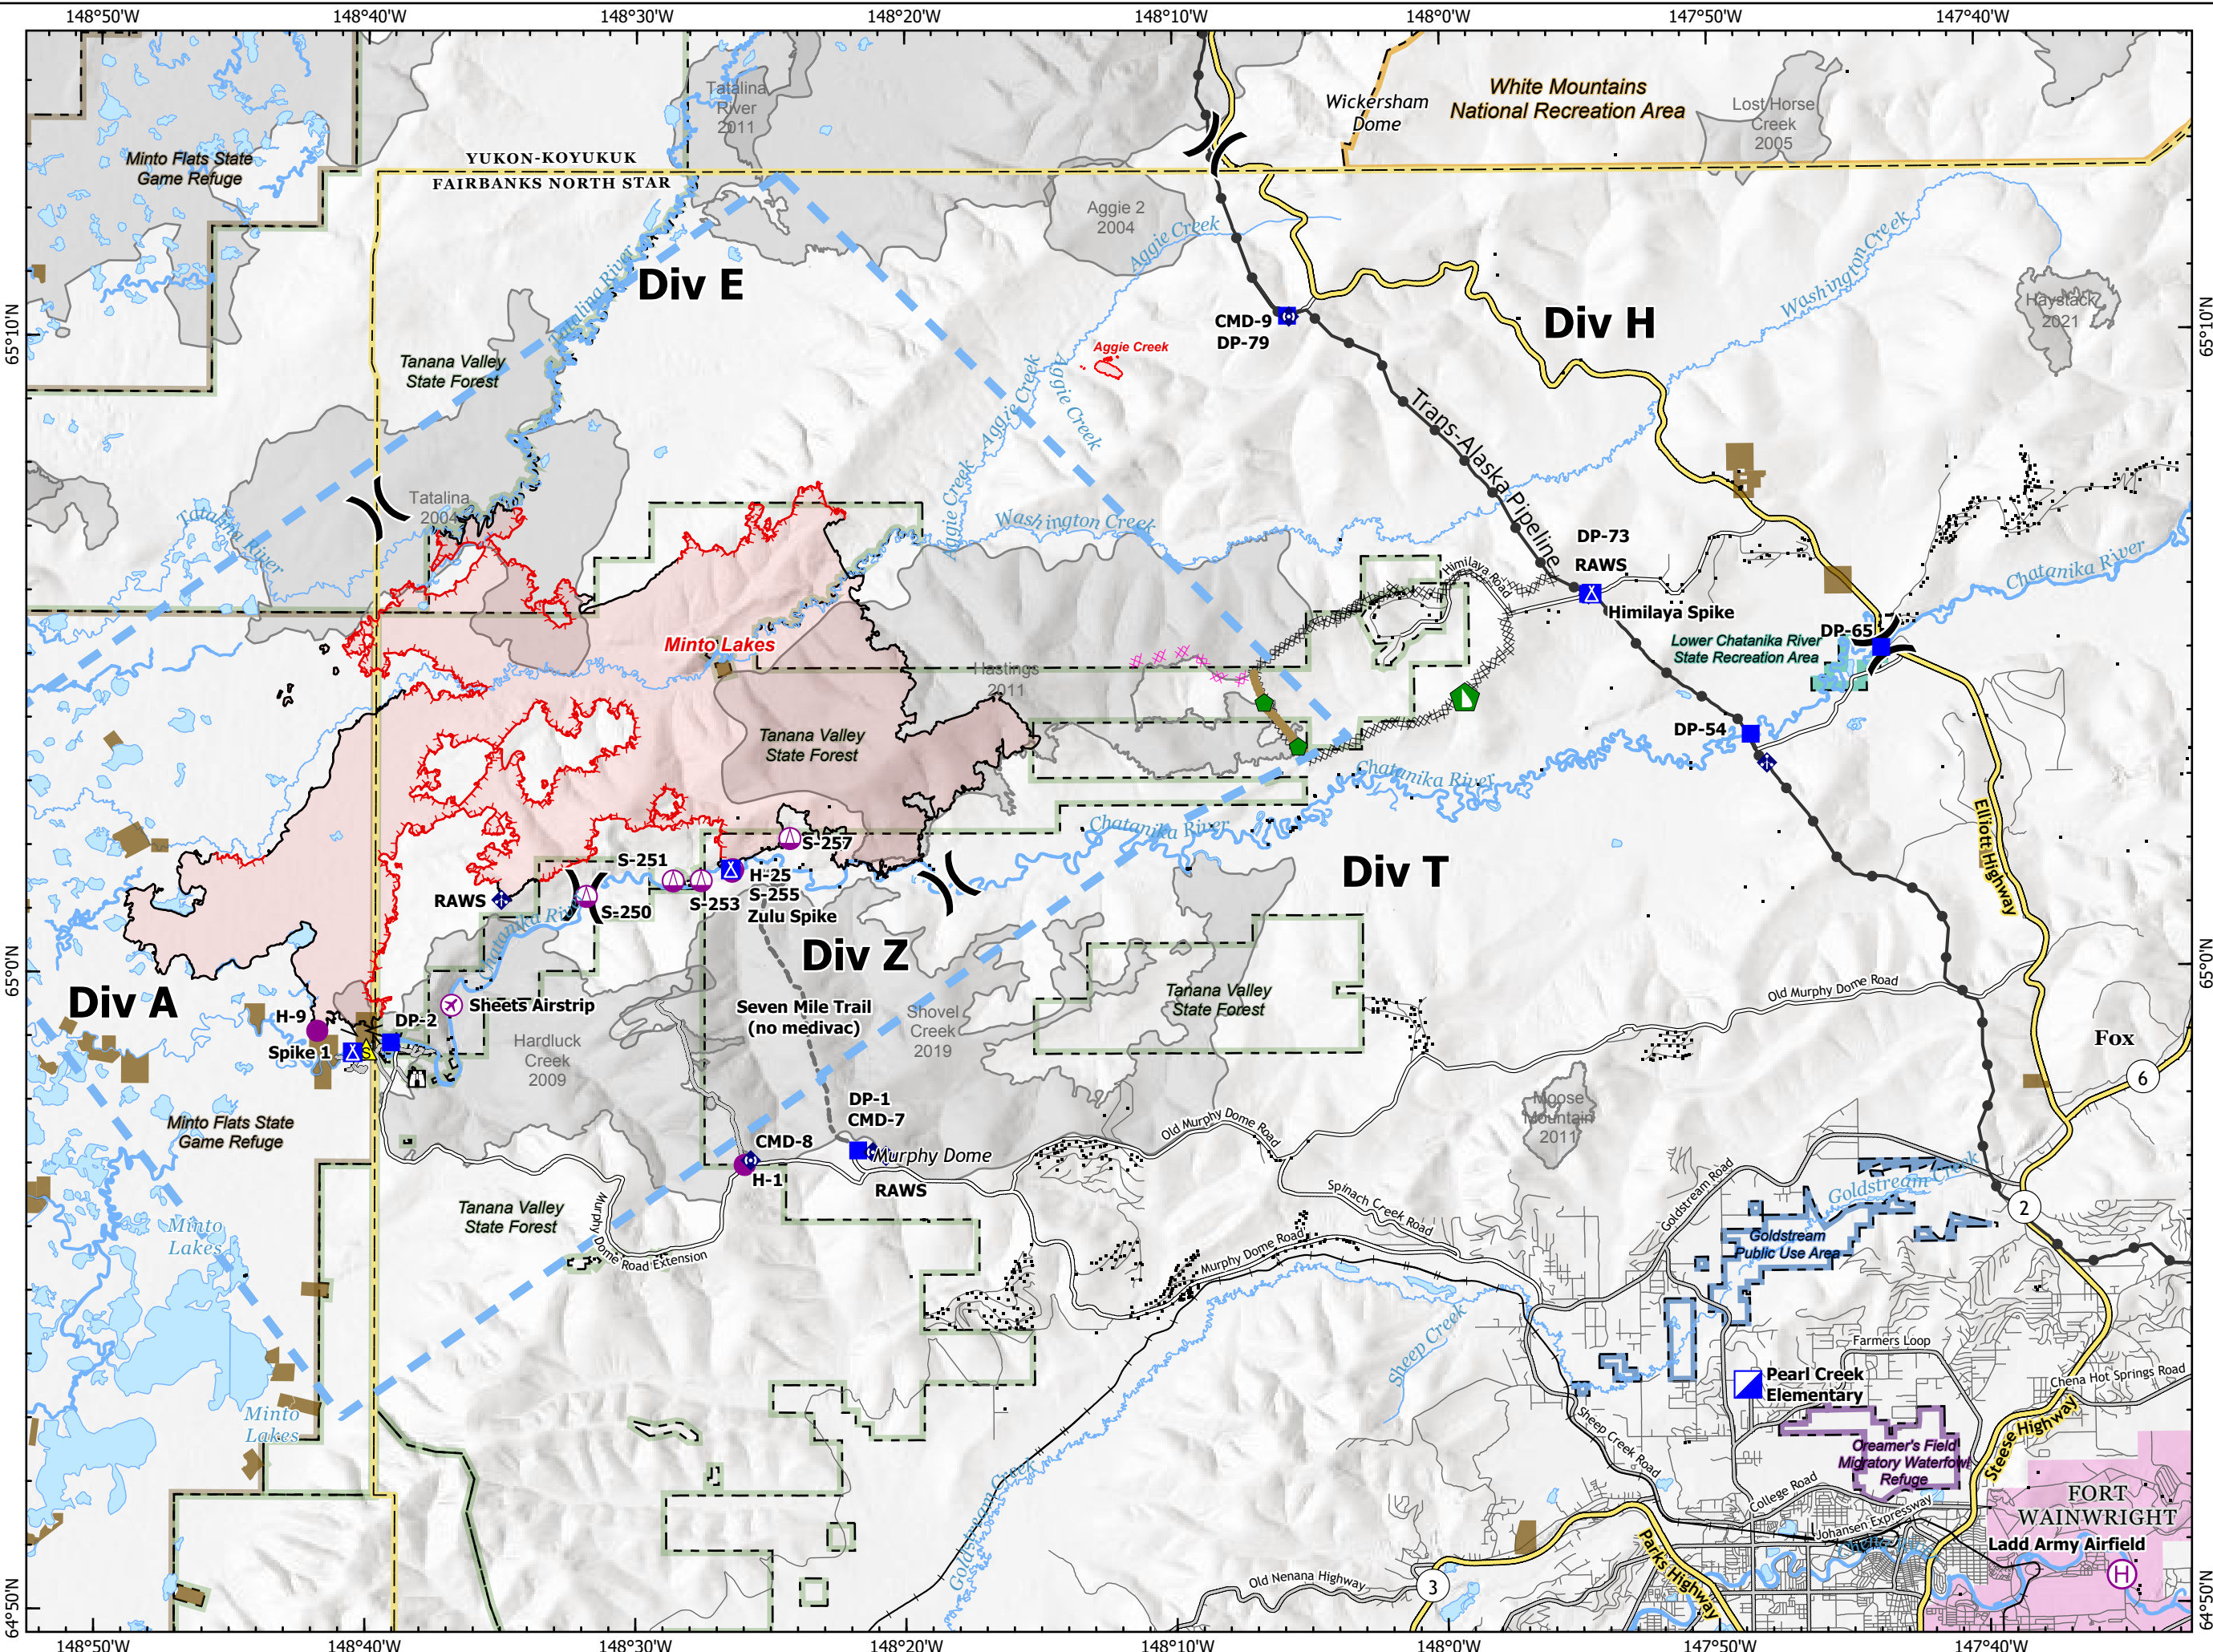 148°50'W
148°40'W
148°30'W
148°20'W
148°10'W
148°0'W
147°50'W
147°40'W
Tatalina
River
2011
Wickersham
Dome
White Mountains
National Recreation Area
Lost Horse
Creek
2005
Minto Flats State
Game Refuge
YUKON-KOYUKUK
FAIRBANKS NORTH STAR
Aggie 2
2004
Aggie Creek
Washington Creek
Div E
Tatalina River
Div H
Haystack
2021
65°10'N
65°10'N
CMD-9
DP-79
Aggie Creek
Tanana Valley
State Forest
Aggie Creek
Aggie Creek
Trans-Alaska Pipeline
Tatalina
2004
Tatalina River
Aggie Creek
Washington Creek
DP-73
RAWS
Himilaya Road
Himilaya Spike
Chatanika River
DP-65
Lower Chatanika River
State Recreation Area
Minto Lakes
Hastings
2011
Tanana Valley
State Forest
DP-54
Chatanika River
Chatanika River
Elliott Highway
S-257
S-251
H-25
S-255
S-253
Zulu Spike
RAWS
S-250
Chatanika River
Div T
Div Z
65°0'N
65°0'N
Div A
Sheets Airstrip
Seven Mile Trail
(no medivac)
Tanana Valley
State Forest
Old Murphy Dome Road
H-9
DP-2
Spike 1
Hardluck
Creek
2009
Shovel
Creek
2019
Fox
6
Minto Flats State
Game Refuge
DP-1
CMD-7
CMD-8
Murphy Dome
H-1
RAWS
Old Murphy Dome Road
Moose
Mountain
2011
Tanana Valley
State Forest
Murphy Dome Road Extension
Spinach Creek Road
Goldstream Road
Goldstream Creek
2
Minto
Lakes
Goldstream
Public Use Area
Murphy Dome Road
Sheep Creek
Farmers Loop
Pearl Creek
Elementary
Chena Hot Springs Road
Minto
Lakes
Sheep Creek Road
Steese Highway
Creamer's Field
Migratory Waterfowl
Refuge
Goldstream Creek
College Road
FORT
WAINWRIGHT
Johansen Expressway
Ladd Army Airfield
H
Parks Highway
Old Nenana Highway
3
64°50'N
64°50'N
148°50'W
148°40'W
148°30'W
148°20'W
148°10'W
148°0'W
147°50'W
147°40'W